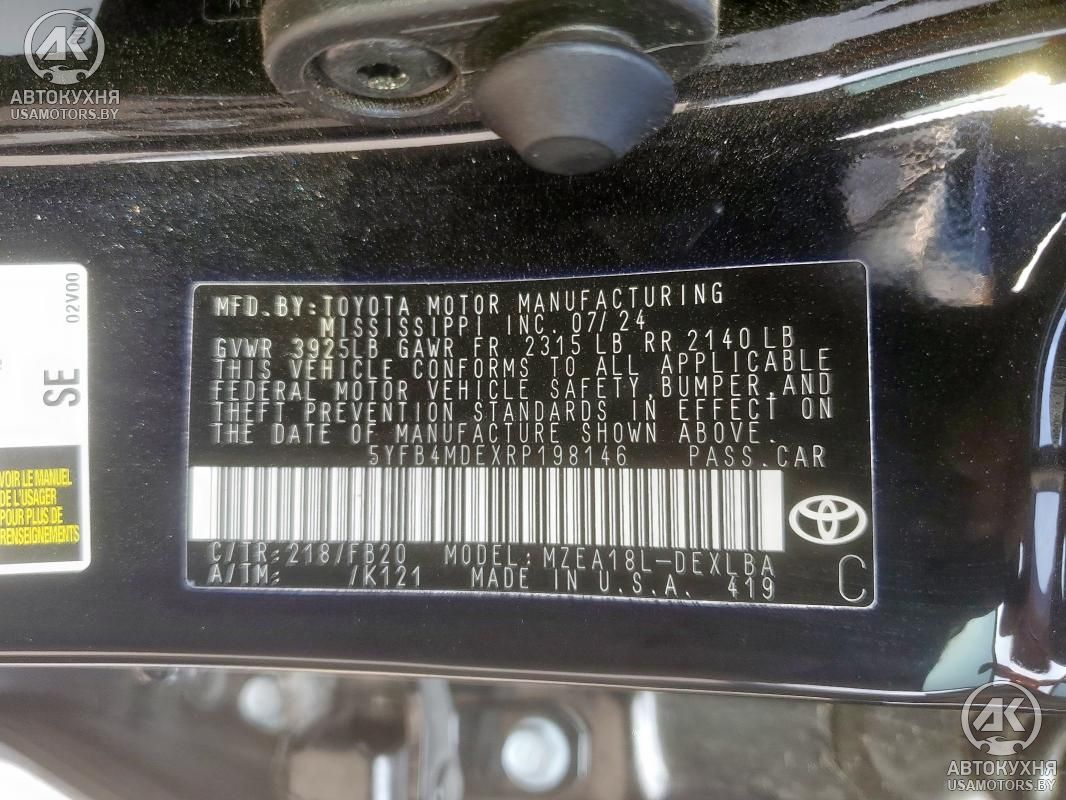 АВТОКУХНЯ
USAMOTORS.BY
02V00
SE
VOIR LE MANUEL
DE L'USAGER
POUR PLUS DE
RENSEIGNEMENTS
MFD. BY: TOYOTA MOTOR MANUFACTURING
MISSISSIPPI INC. 07/24
GVWR 3925LB GAWR FR 2315 LB RR 2140 LB
THIS VEHICLE CONFORMS TO ALL APPLICABLE
FEDERAL MOTOR VEHICLE SAFETY, BUMPER, AND
THEFT PREVENTION STANDARDS IN EFFECT ON
THE DATE OF MANUFACTURE SHOWN ABOVE.
5YFB4MDEXRP198146 PASS. CAR
C/TR: 218/FB20 MODEL: MZEA18L-DEXLBA
A/TM: /K121 MADE IN U.S.A. 419
C
АВТОКУХНЯ
USAMOTORS.BY